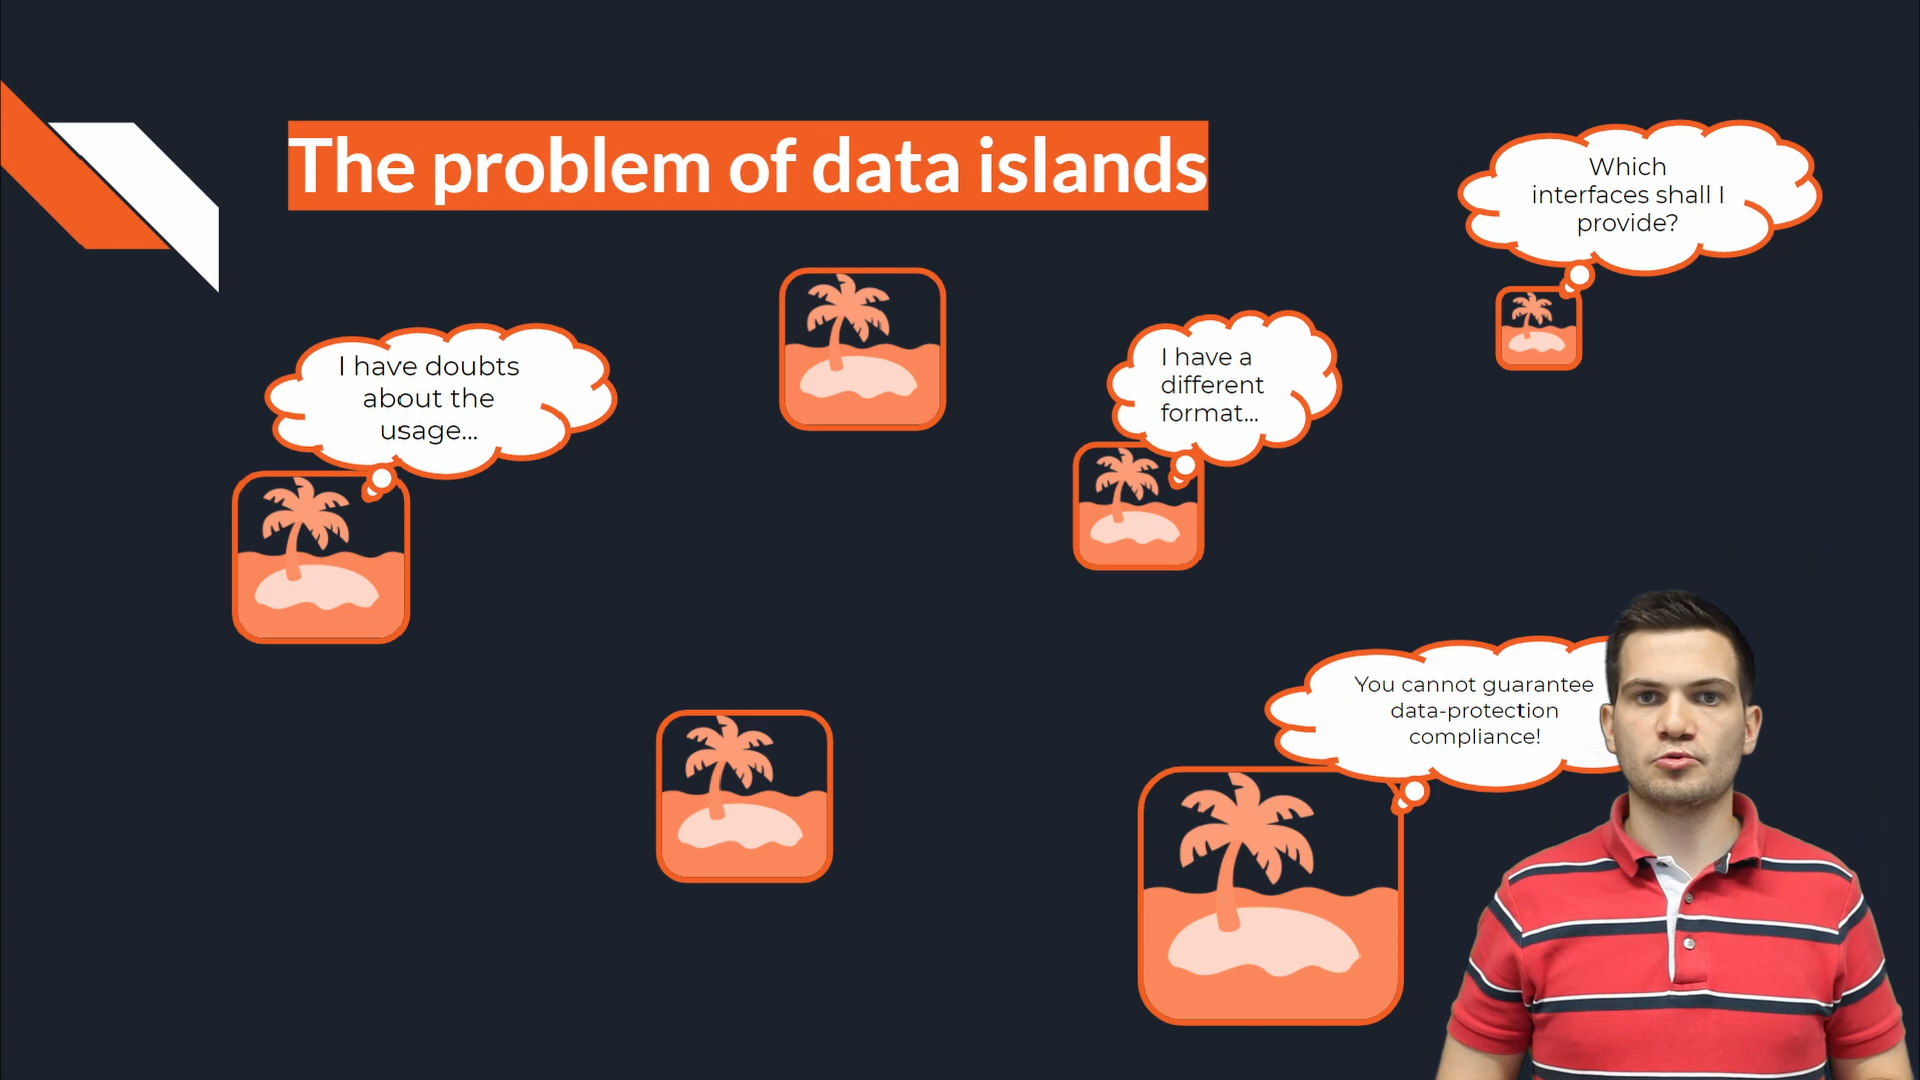 The problem of data islands
Which
interfaces shall I
provide?
I have doubts
about the
usage...
I have a
different
format...
You cannot guarantee
data-protection
compliance!